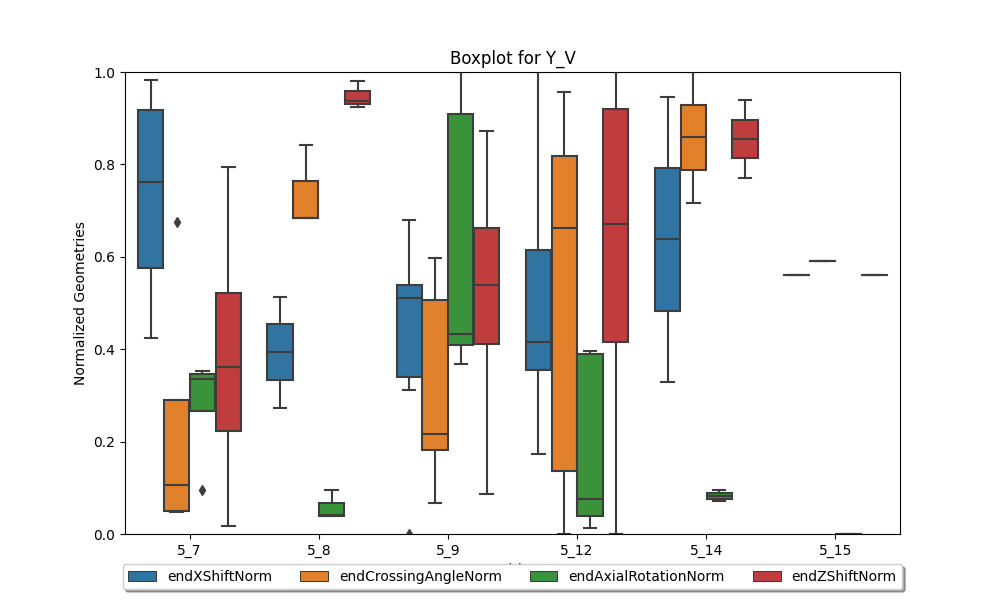 Boxplot for Y_V
Normalized Geometries
1.0
0.8
0.6
0.4
0.2
0.0
5_7 5_8 5_9 5_12 5_14 5_15
endXShiftNorm endCrossingAngleNorm endAxialRotationNorm endZShiftNorm